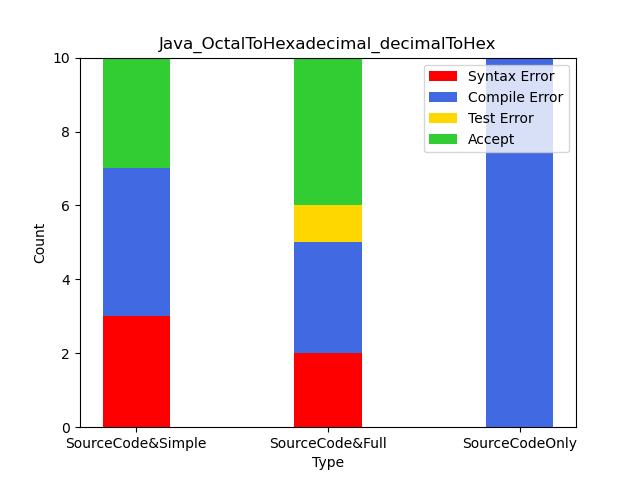 Java_OctalToHexadecimal_decimalToHex
Count
10
8
6
4
2
0
Syntax Error
Compile Error
Test Error
Accept
SourceCode&Simple
SourceCode&Full
SourceCodeOnly
Type